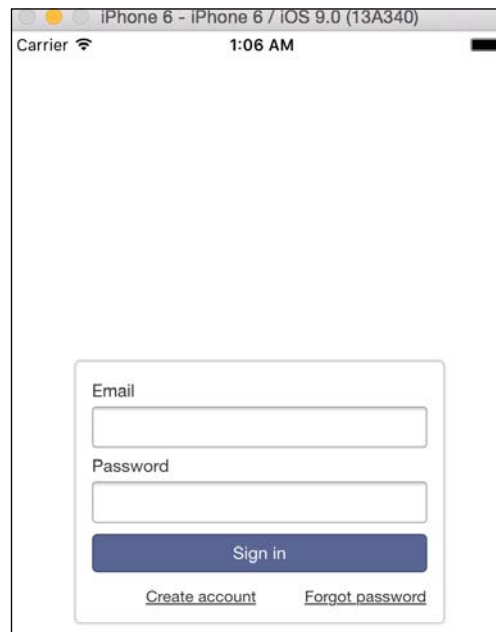 iPhone 6 - iPhone 6 / iOS 9.0 (13A340)
Carrier 1:06 AM
Email
Password
Sign in
Create account Forgot password